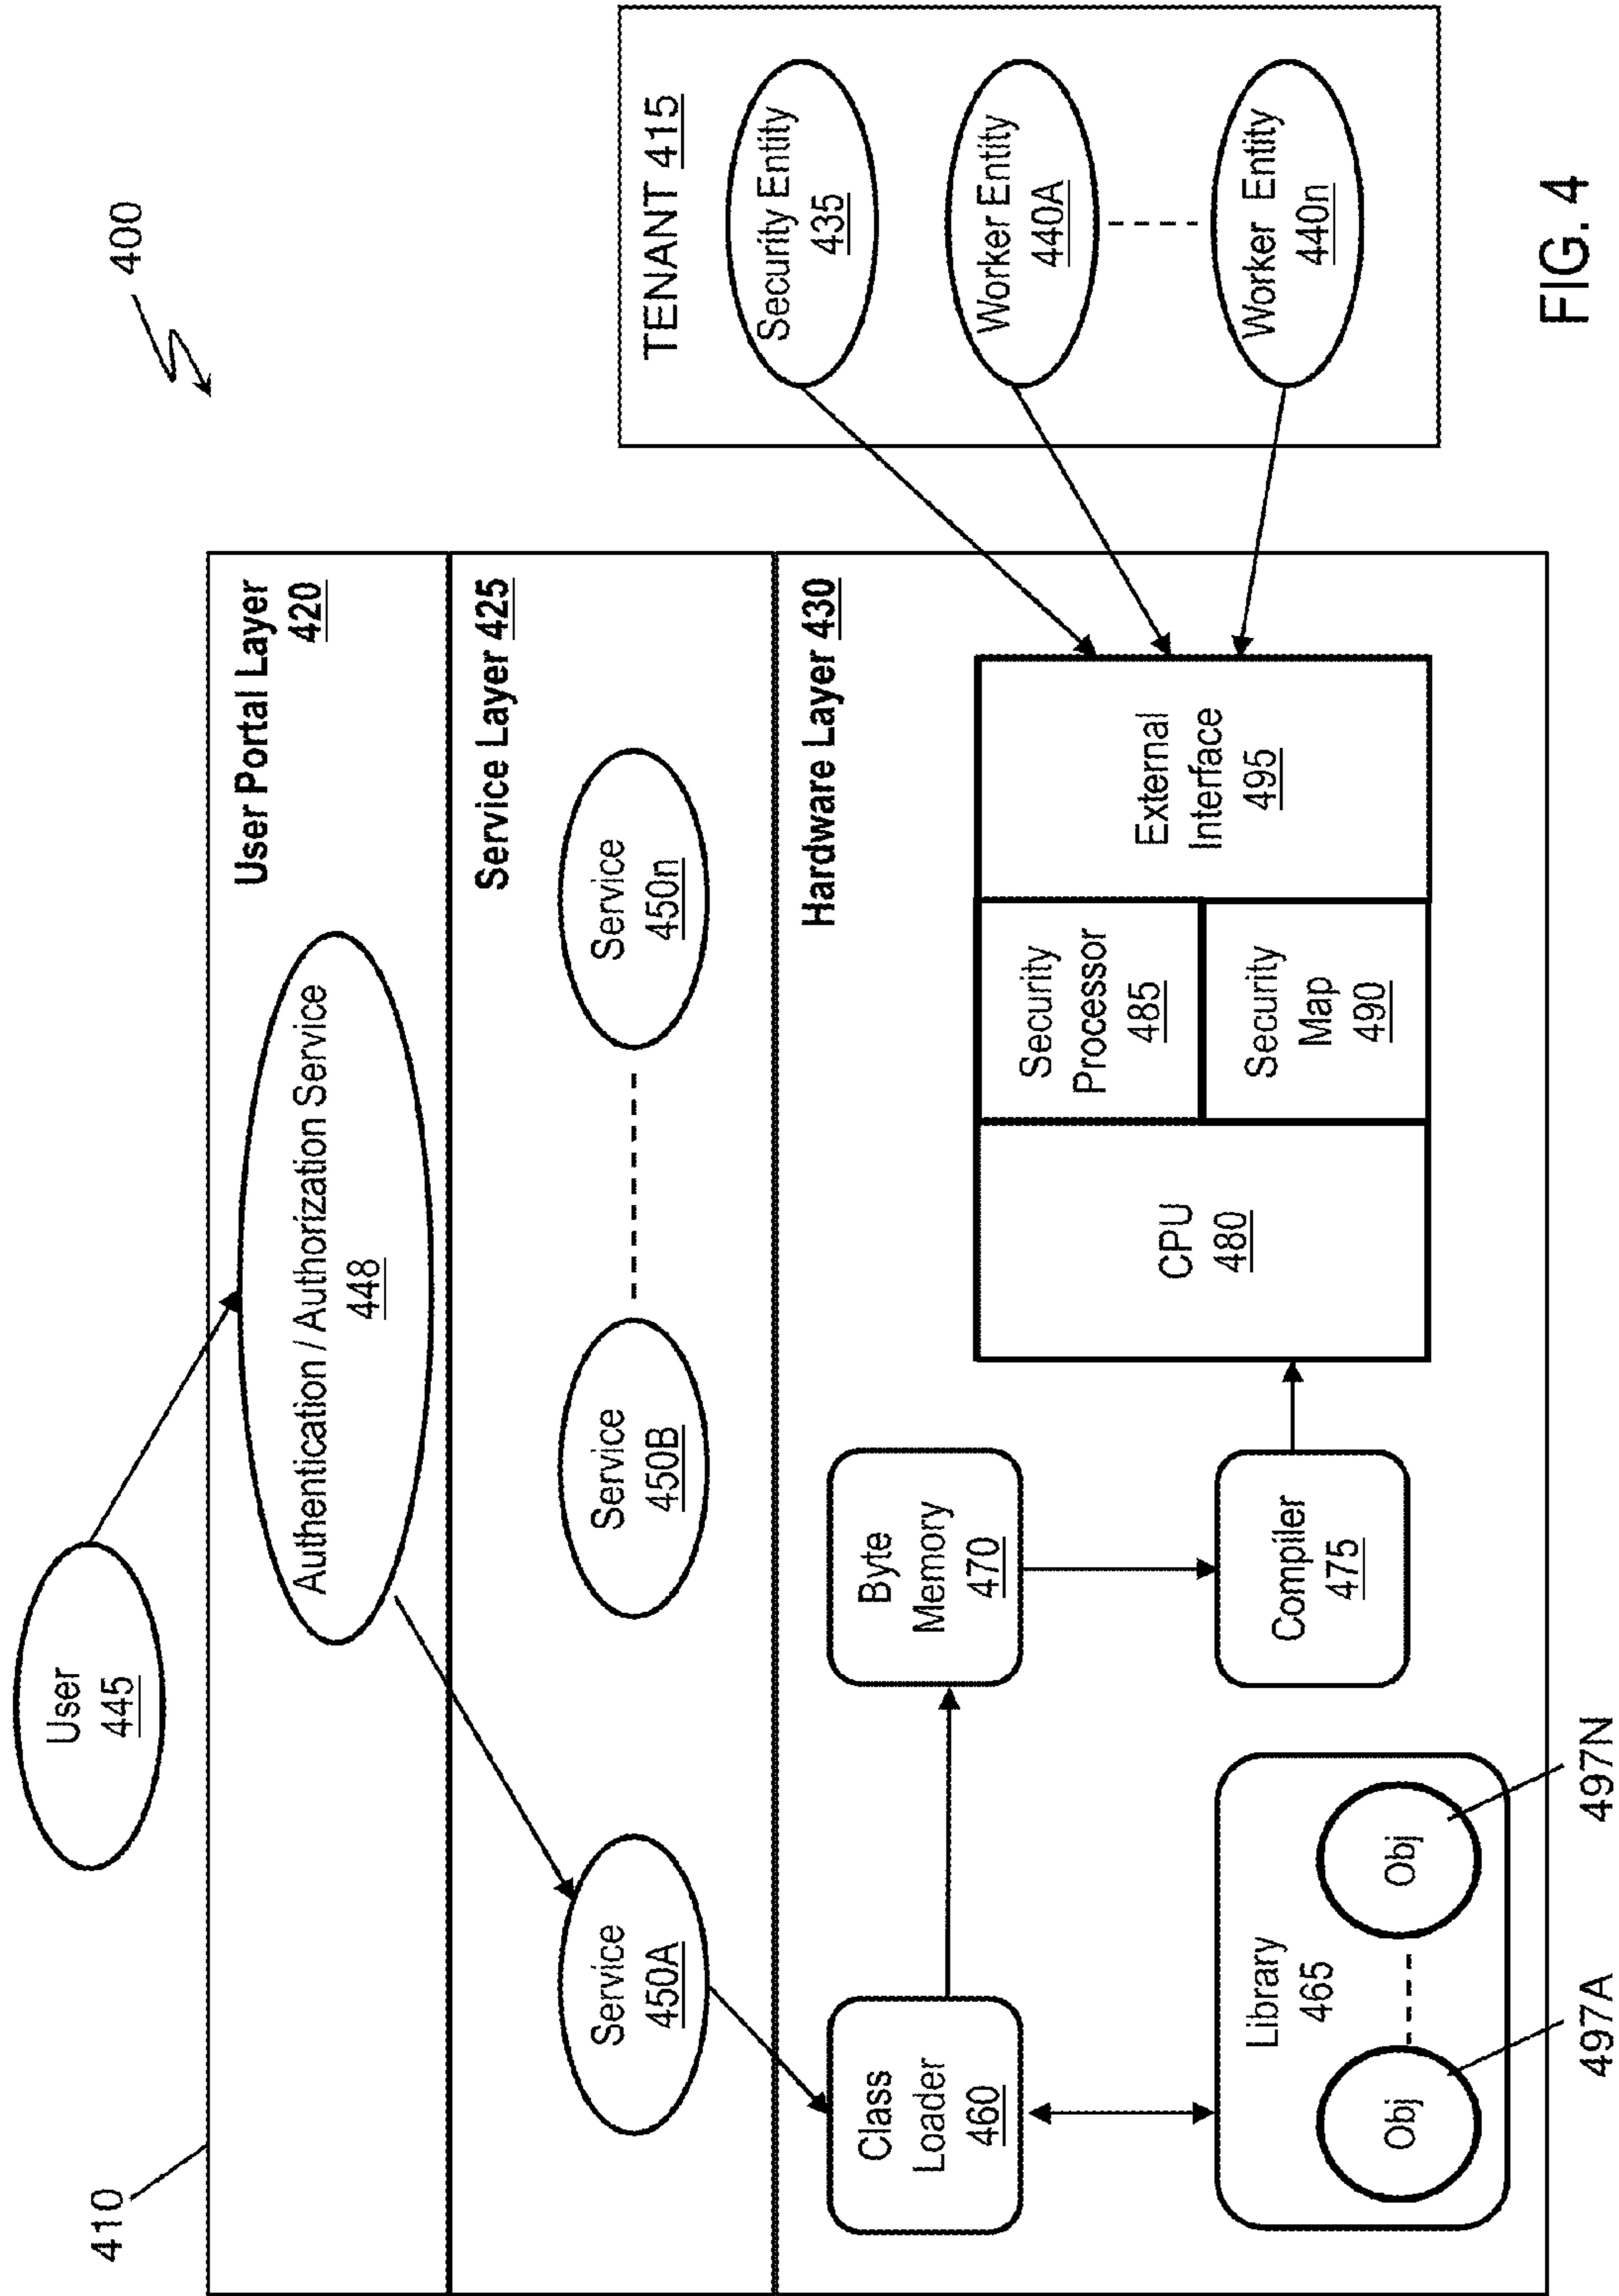 400
410
User
445
User Portal Layer
420
Authentication / Authorization Service
448
Service Layer 425
Service
450A
Service
450B
Service
450n
Hardware Layer 430
Class
Loader
460
Byte
Memory
470
Library
465
Obj
Obj
497A
497N
Compiler
475
CPU
480
Security
Processor
485
Security
Map
490
External
Interface
495
TENANT 415
Security Entity
435
Worker Entity
440A
Worker Entity
440n
FIG. 4